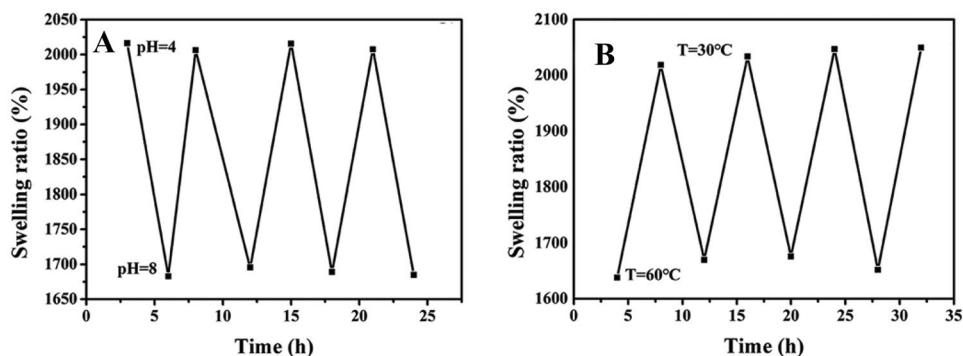 A
pH=4
pH=8
Swelling ratio (%)
2050
2000
1950
1900
1850
1800
1750
1700
1650
0 5 10 15 20 25
Time (h)
B
T=30°C
T=60°C
Swelling ratio (%)
2100
2000
1900
1800
1700
1600
0 5 10 15 20 25 30 35
Time (h)